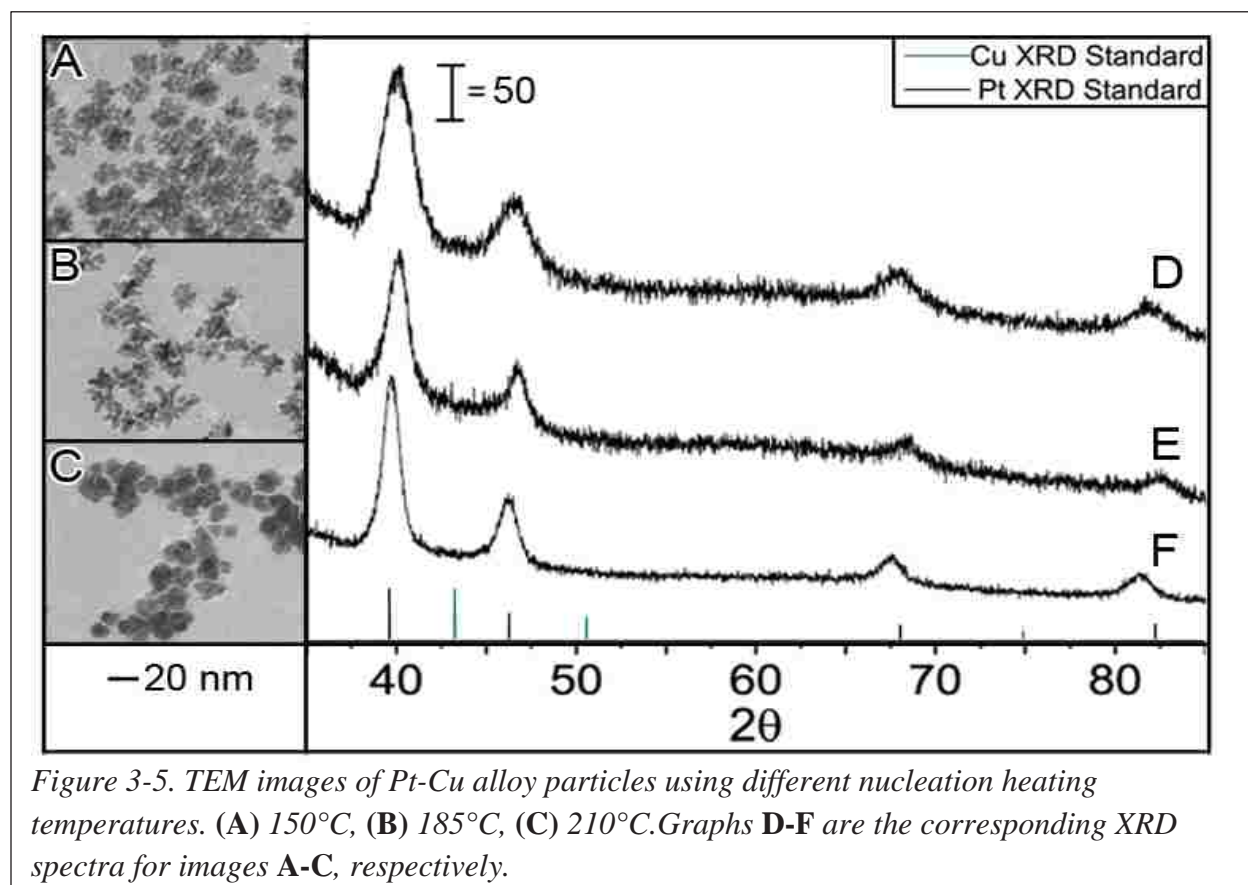 A
B
C
20 nm
= 50
Cu XRD Standard
Pt XRD Standard
D
E
F
40 50 60 70 80
2θ
Figure 3-5. TEM images of Pt-Cu alloy particles using different nucleation heating
temperatures. (A) 150°C, (B) 185°C, (C) 210°C.Graphs D-F are the corresponding XRD
spectra for images A-C, respectively.